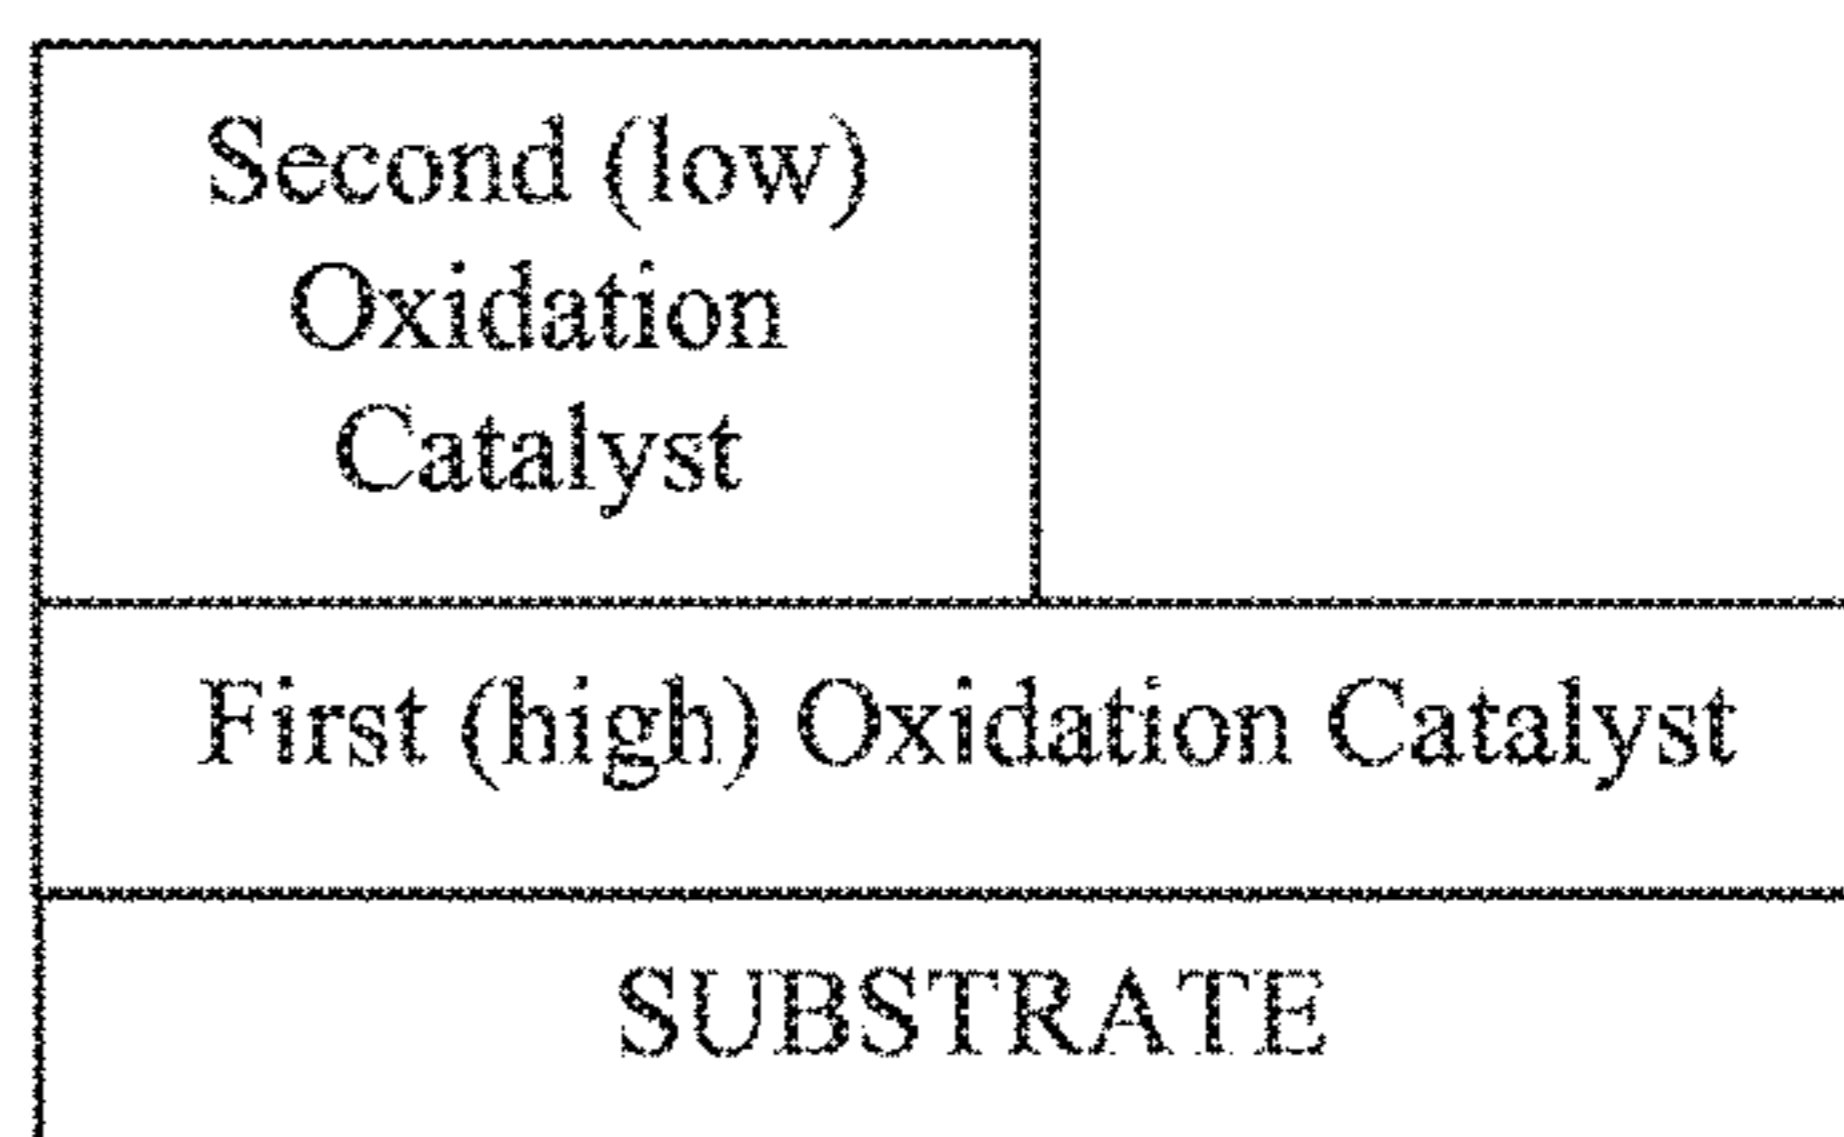 Second (low)
Oxidation
Catalyst
First (high) Oxidation Catalyst
SUBSTRATE